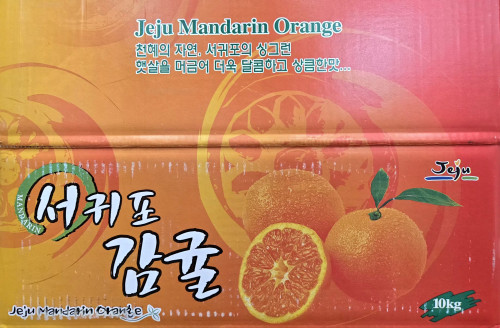 Jeju Mandarin Orange
천혜의 자연, 서귀포의 싱그런
햇살을 머금어 더욱 달콤하고 상큼한맛...
Jeju
MANDARIN
서귀포
감귤
Jeju Mandarin Orange
10kg